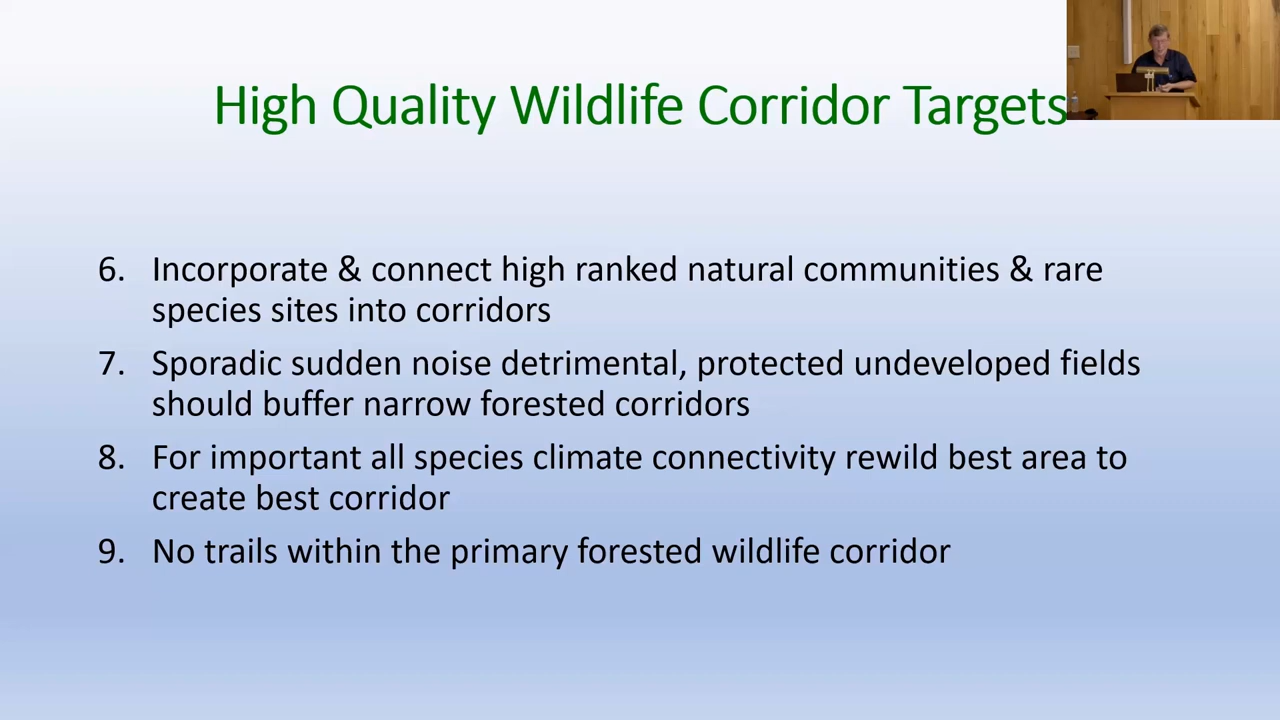 High Quality Wildlife Corridor Targets
6. Incorporate & connect high ranked natural communities & rare
species sites into corridors
7. Sporadic sudden noise detrimental, protected undeveloped fields
should buffer narrow forested corridors
8. For important all species climate connectivity rewild best area to
create best corridor
9. No trails within the primary forested wildlife corridor